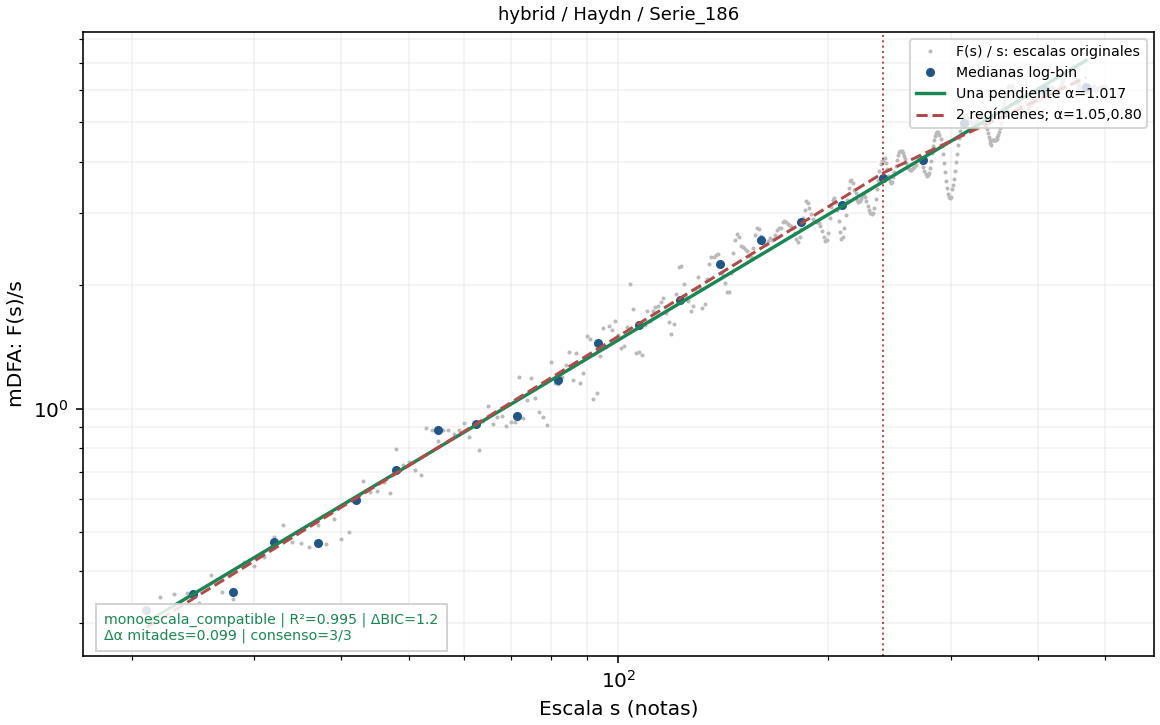 hybrid / Haydn / Serie_186
F(s) / s: escalas originales
Medianas log-bin
Una pendiente α=1.017
2 regímenes; α=1.05,0.80
mDFA: F(s)/s
10⁰
monoescala_compatible | R²=0.995 | ΔBIC=1.2
Δα mitades=0.099 | consenso=3/3
10²
Escala s (notas)